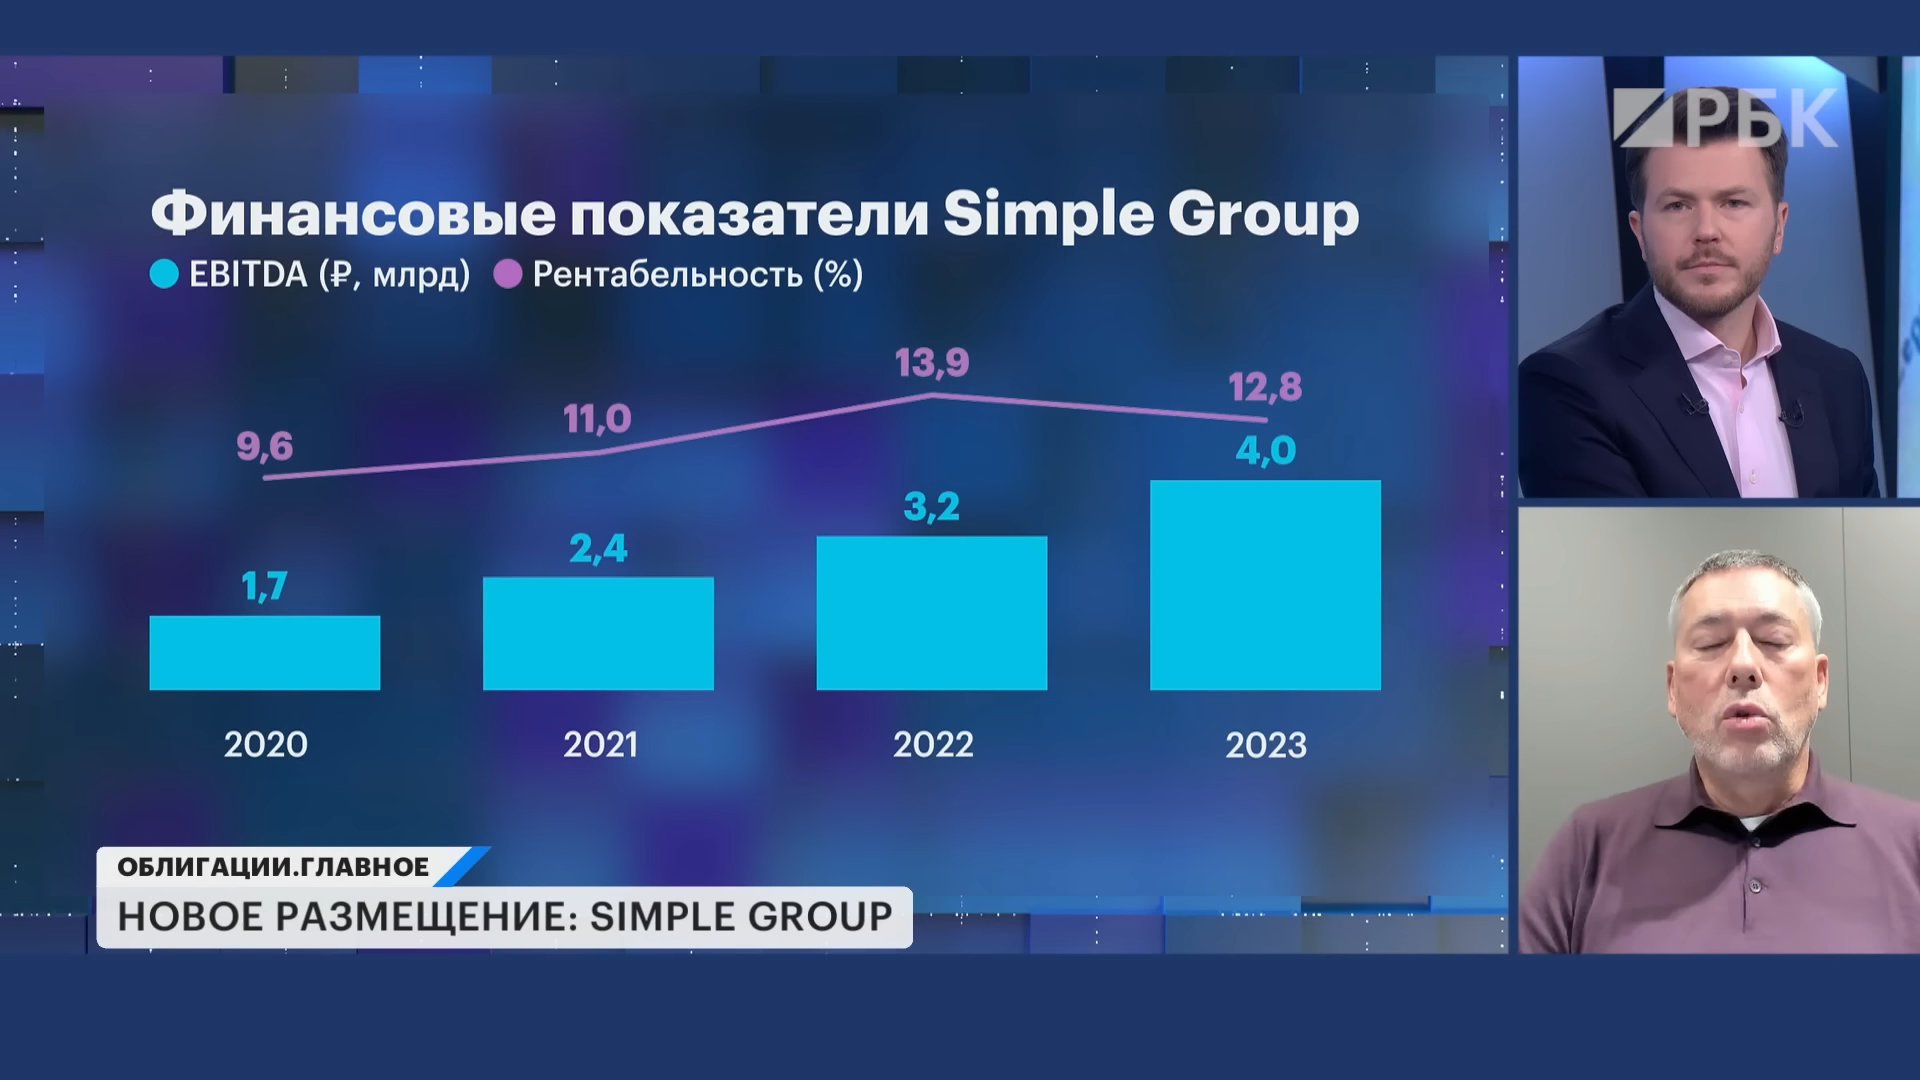 РБК
Финансовые показатели Simple Group
EBITDA (₽, млрд) Рентабельность (%)
9,6 11,0 13,9 12,8
1,7 2,4 3,2 4,0
2020 2021 2022 2023
ОБЛИГАЦИИ.ГЛАВНОЕ
НОВОЕ РАЗМЕЩЕНИЕ: SIMPLE GROUP